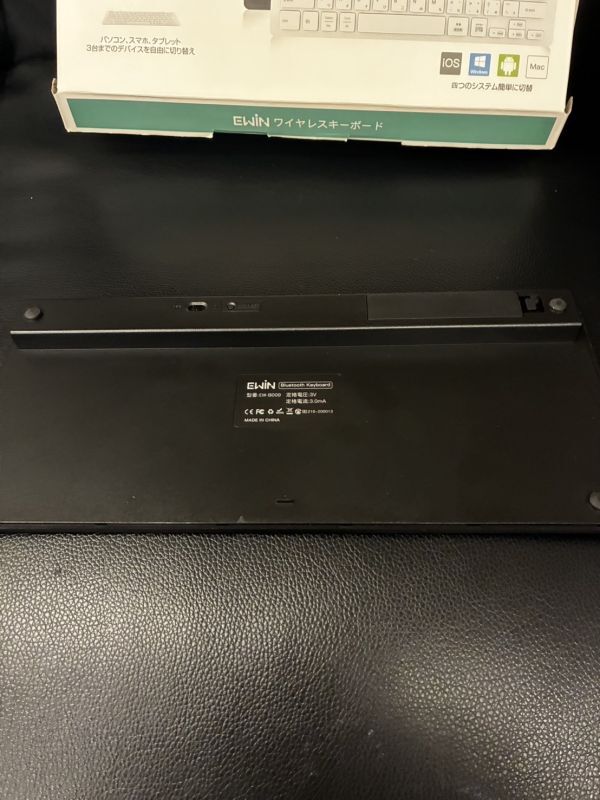 パソコン、スマホ、タブレット
3台までのデバイスを自由に切り替え
iOS
Windows
Mac
四つのシステム簡単に切替
EWiN ワイヤレスキーボード
EWiN Bluetooth Keyboard
型番:EW-B009 定格電圧:3V
定格電流:3.0mA
CE FC
216-000013
MADE IN CHINA